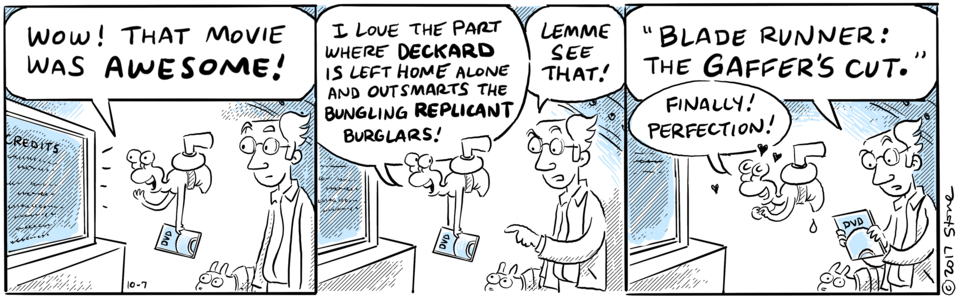 WOW! THAT MOVIE
WAS AWESOME!
CREDITS
DVD
10-7
I LOVE THE PART
WHERE DECKARD
IS LEFT HOME ALONE
AND OUTSMARTS THE
BUNGLING REPLICANT
BURGLARS!
LEMME
SEE
THAT!
DVD
"BLADE RUNNER:
THE GAFFER'S CUT."
FINALLY!
PERFECTION!
DVD
©2017 Stone